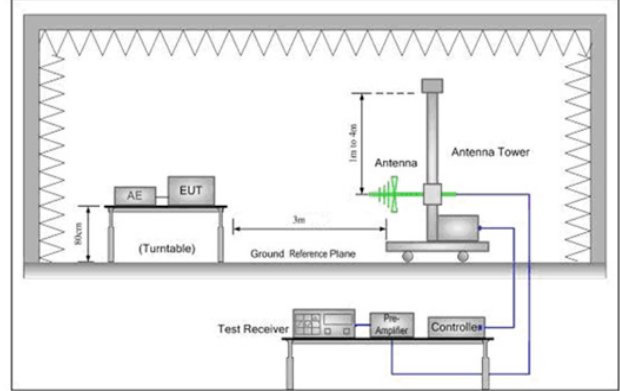 1m to 4m
Antenna
Antenna Tower
AE
EUT
80cm
(Turntable)
3m
Ground Reference Plane
Test Receiver
Pre-
Amplifier
Controller